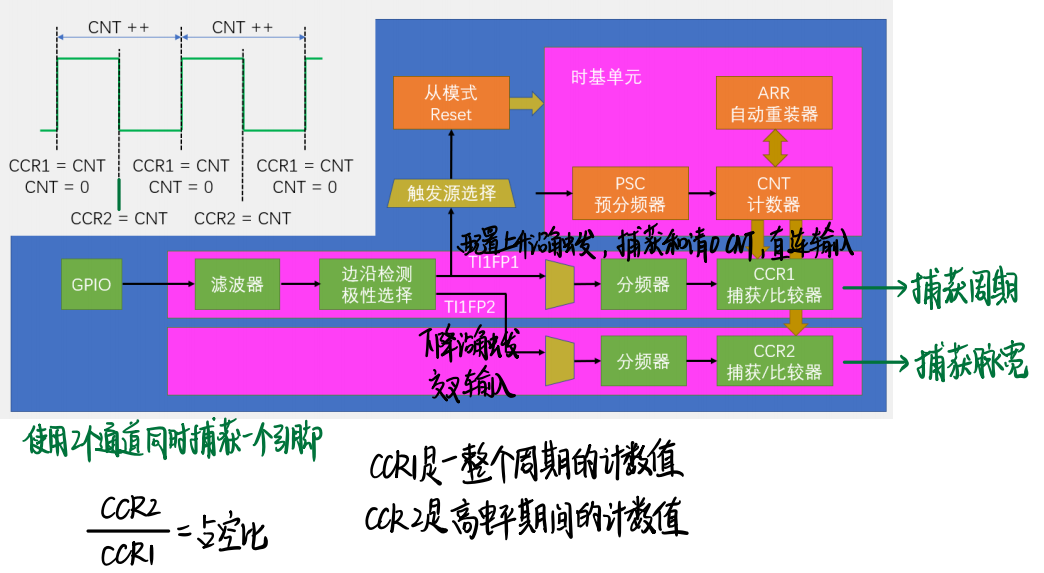 CNT ++
CNT ++
CCR1 = CNT
CNT = 0
CCR1 = CNT
CNT = 0
CCR1 = CNT
CNT = 0
CCR2 = CNT
CCR2 = CNT
从模式
Reset
时基单元
ARR
自动重装器
触发源选择
PSC
预分频器
CNT
计数器
配置上升沿触发，捕获和清0 CNT，直连输入
GPIO
滤波器
边沿检测
极性选择
TI1FP1
分频器
CCR1
捕获/比较器
捕获周期
TI1FP2
下降沿触发
交叉输入
分频器
CCR2
捕获/比较器
捕获脉宽
使用2个通道同时捕获一个引脚
CCR1是一整个周期的计数值
CCR2是高电平期间的计数值
CCR2
CCR1
=占空比